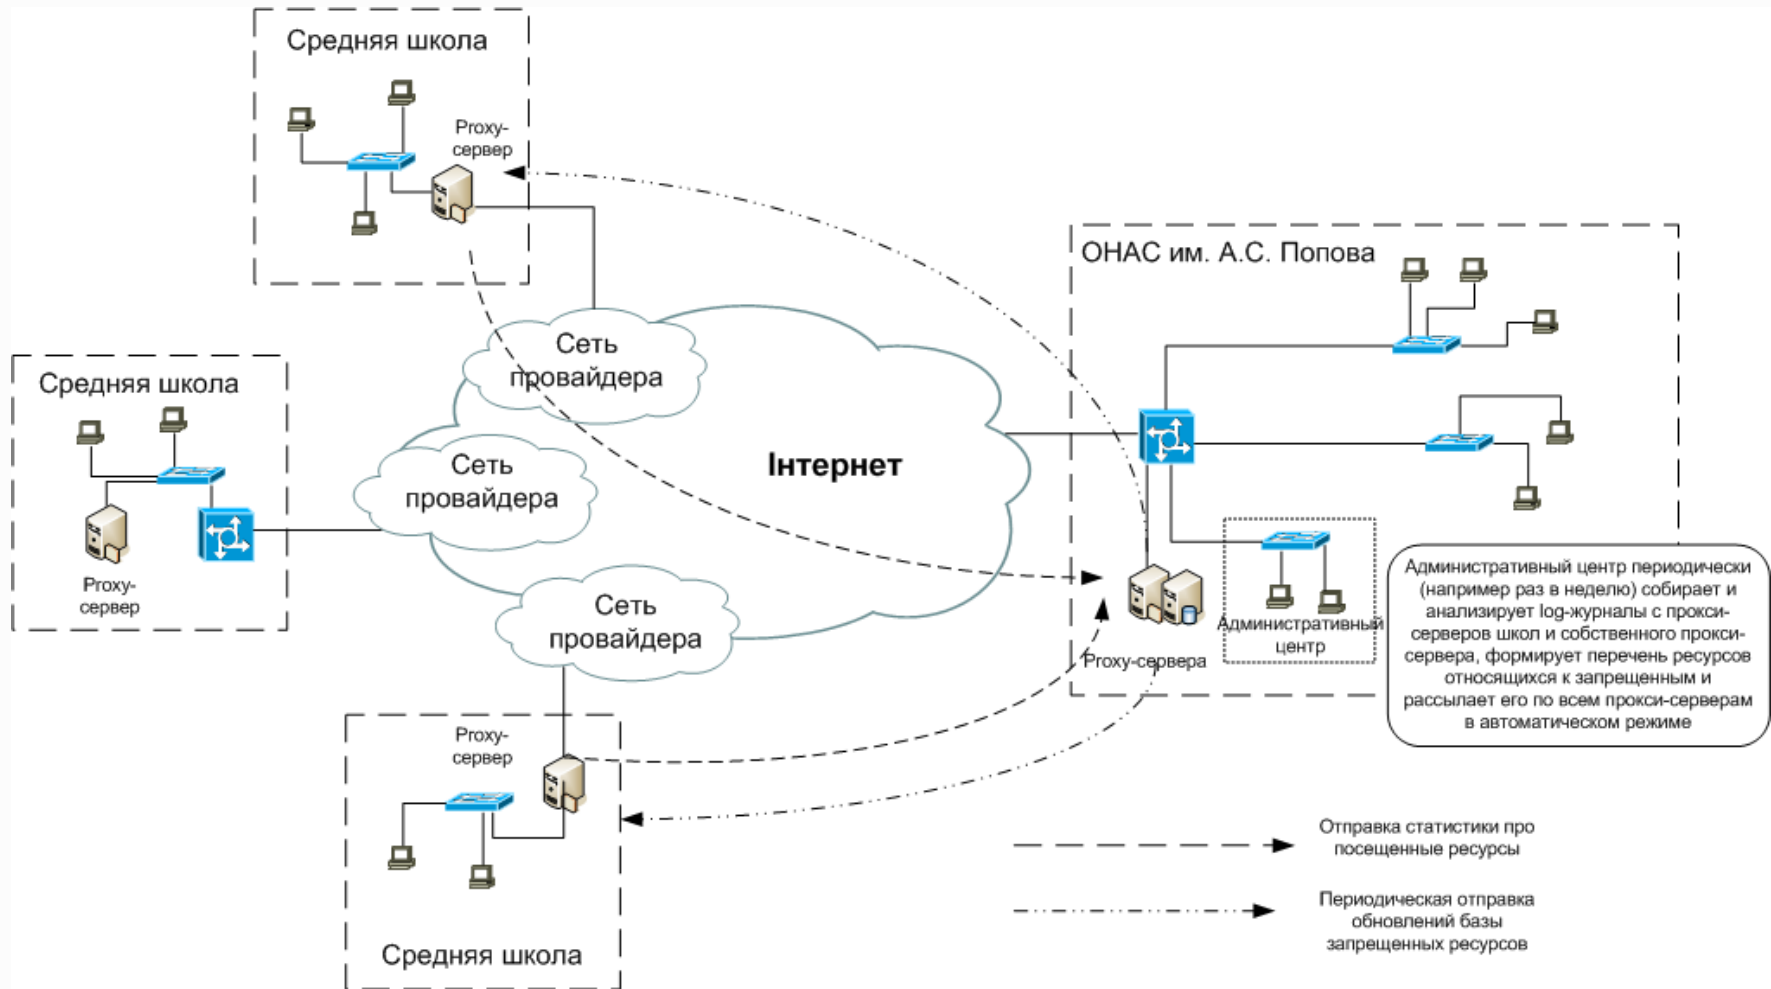 Средняя школа
Proxy-
сервер
ОНАС им. А.С. Попова
Сеть
провайдера
Средняя школа
Сеть
провайдера
Інтернет
Proxy-
сервер
Сеть
провайдера
Административный
центр
Proxy-сервера
Административный центр периодически
(например раз в неделю) собирает и
анализирует log-журналы с прокси-
серверов школ и собственного прокси-
сервера, формирует перечень ресурсов
относящихся к запрещенным и
рассылает его по всем прокси-серверам
в автоматическом режиме
Proxy-
сервер
Средняя школа
Отправка статистики про
посещенные ресурсы
Периодическая отправка
обновлений базы
запрещенных ресурсов